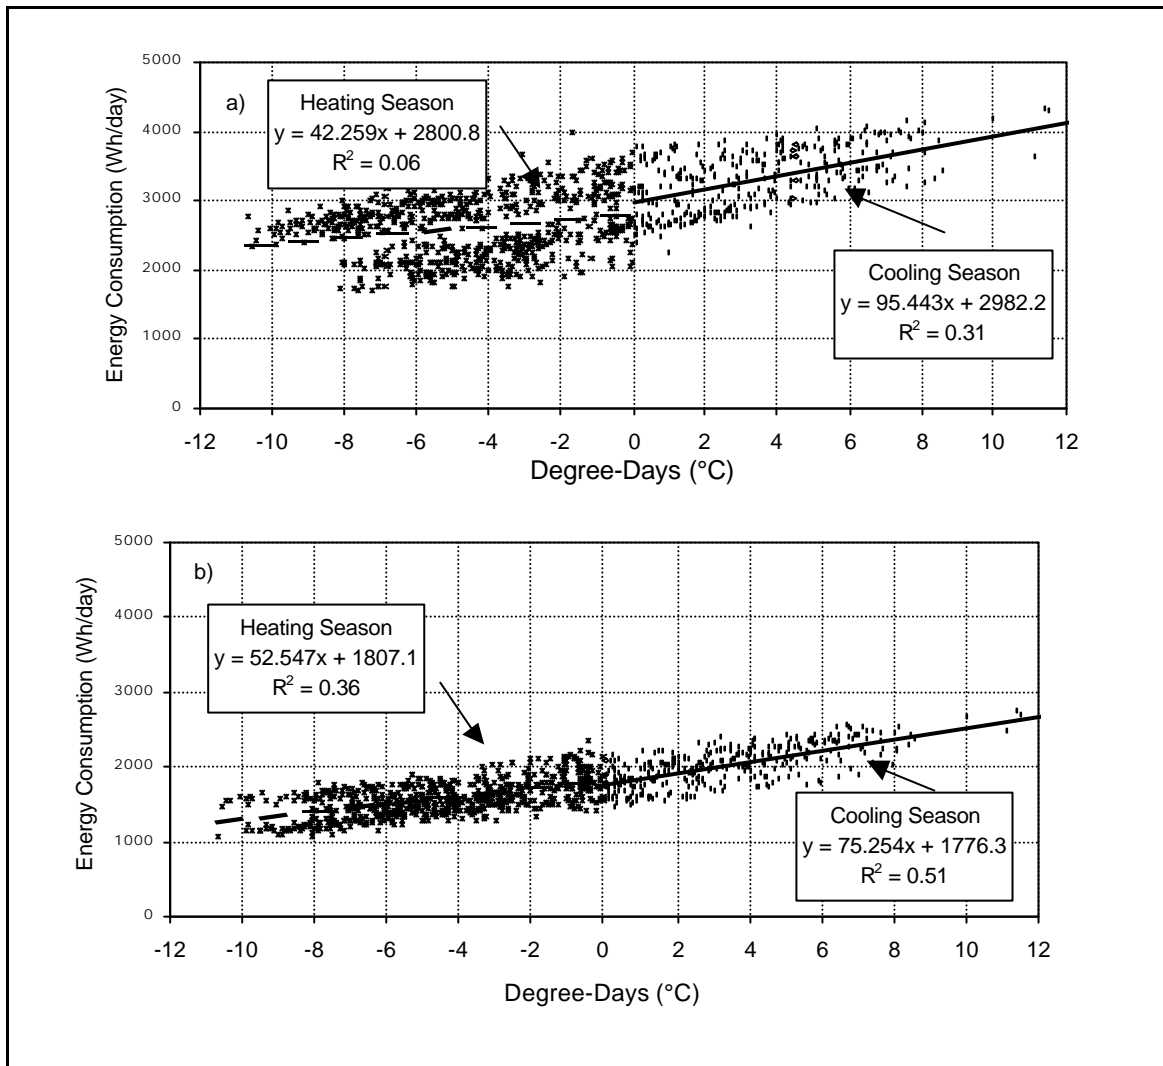 a)
Energy Consumption (Wh/day)
5000
4000
3000
2000
1000
0
Heating Season
y = 42.259x + 2800.8
R² = 0.06
Cooling Season
y = 95.443x + 2982.2
R² = 0.31
-12 -10 -8 -6 -4 -2 0 2 4 6 8 10 12
Degree-Days (°C)
b)
Energy Consumption (Wh/day)
5000
4000
3000
2000
1000
0
Heating Season
y = 52.547x + 1807.1
R² = 0.36
Cooling Season
y = 75.254x + 1776.3
R² = 0.51
-12 -10 -8 -6 -4 -2 0 2 4 6 8 10 12
Degree-Days (°C)